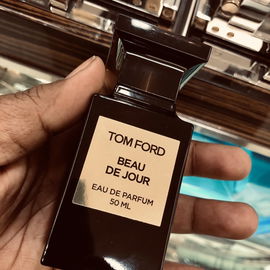 TOM FORD
BEAU
DE JOUR
EAU DE PARFUM
50 ML